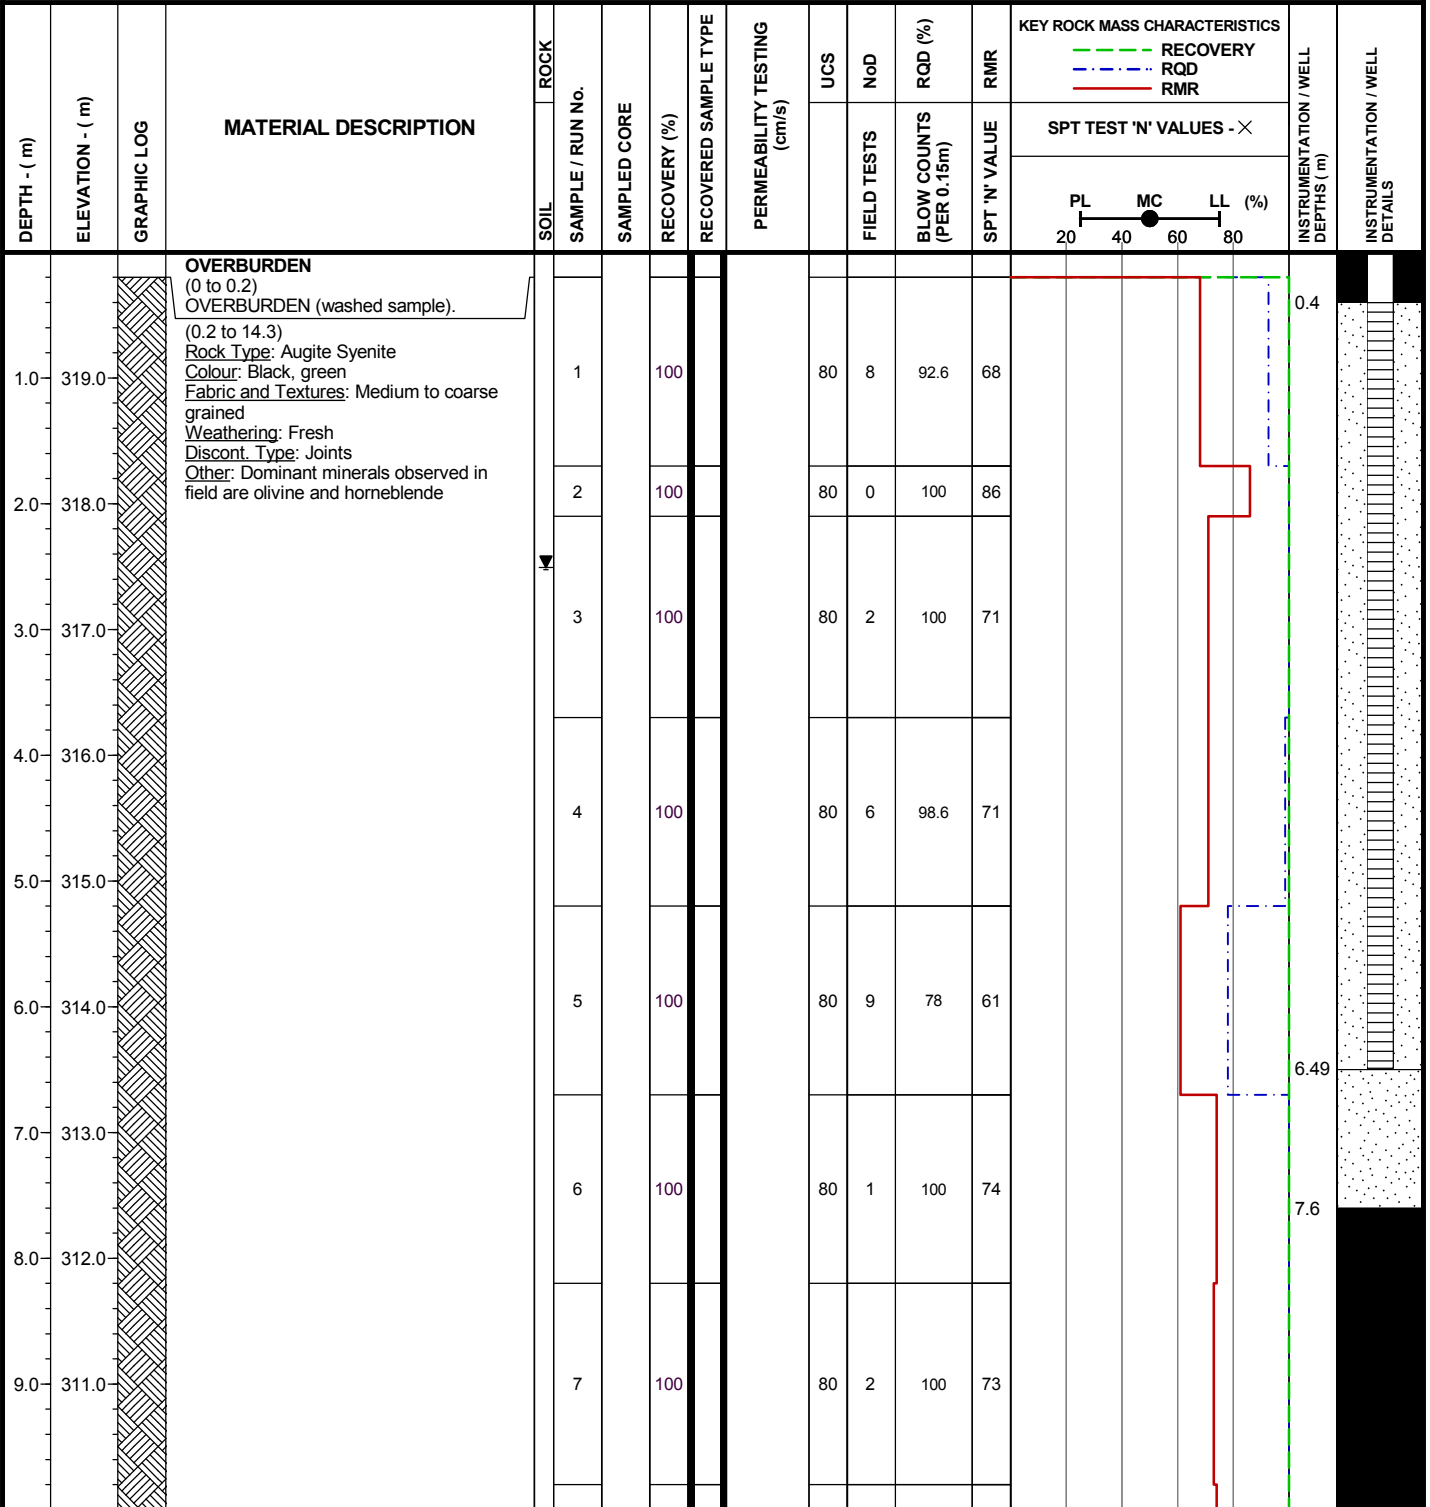 DEPTH - ( m)
ELEVATION - ( m)
GRAPHIC LOG
MATERIAL DESCRIPTION
SOIL
ROCK
SAMPLE / RUN No.
SAMPLED CORE
RECOVERY (%)
RECOVERED SAMPLE TYPE
PERMEABILITY TESTING
(cm/s)
UCS
NoD
FIELD TESTS
RQD (%)
BLOW COUNTS
(PER 0.15m)
RMR
SPT 'N' VALUE
KEY ROCK MASS CHARACTERISTICS
RECOVERY
RQD
RMR
SPT TEST 'N' VALUES - ×
PL MC LL (%)
20 40 60 80
INSTRUMENTATION / WELL
DEPTHS ( m)
INSTRUMENTATION / WELL
DETAILS
OVERBURDEN
(0 to 0.2)
OVERBURDEN (washed sample).
(0.2 to 14.3)
Rock Type: Augite Syenite
Colour: Black, green
Fabric and Textures: Medium to coarse
grained
Weathering: Fresh
Discont. Type: Joints
Other: Dominant minerals observed in
field are olivine and horneblende
0.4
1.0 319.0
1 100 80 8 92.6 68
2 100 80 0 100 86
2.0 318.0
3 100 80 2 100 71
3.0 317.0
4.0 316.0
4 100 80 6 98.6 71
5.0 315.0
5 100 80 9 78 61
6.0 314.0
6.49
7.0 313.0
6 100 80 1 100 74
7.6
8.0 312.0
7 100 80 2 100 73
9.0 311.0